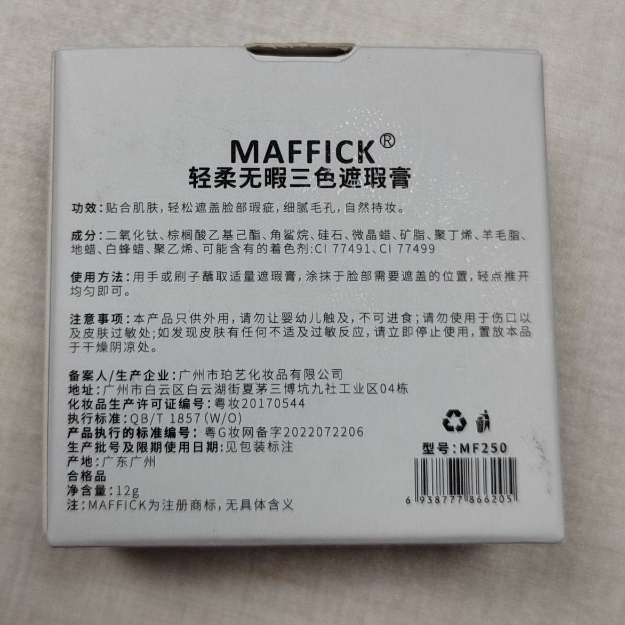 MAFFICK®
轻柔无暇三色遮瑕膏
功效:贴合肌肤,轻松遮盖脸部瑕疵,细腻毛孔,自然持妆。
成分:二氧化钛、棕榈酸乙基己酯、角鲨烷、硅石、微晶蜡、矿脂、聚丁烯、羊毛脂、
地蜡、白蜂蜡、聚乙烯、可能含有的着色剂:CI 77491、CI 77499
使用方法:用手或刷子蘸取适量遮瑕膏,涂抹于脸部需要遮盖的位置,轻点推开
均匀即可。
注意事项:本产品只供外用,请勿让婴幼儿触及,不可进食;请勿使用于伤口以
及皮肤过敏处;如发现皮肤有任何不适及过敏反应,请立即停止使用,置放本品
于干燥阴凉处。
备案人/生产企业:广州市珀艺化妆品有限公司
地址:广州市白云区白云湖街夏茅三博坑九社工业区04栋
化妆品生产许可证编号:粤妆20170544
执行标准:QB/T 1857(W/O)
产品执行的标准编号:粤G妆网备字2022072206
生产批号及限期使用日期:见包装标注
产地:广东广州
合格品
净含量:12g
注:MAFFICK为注册商标,无具体含义
型号:MF250
6 938777 866205